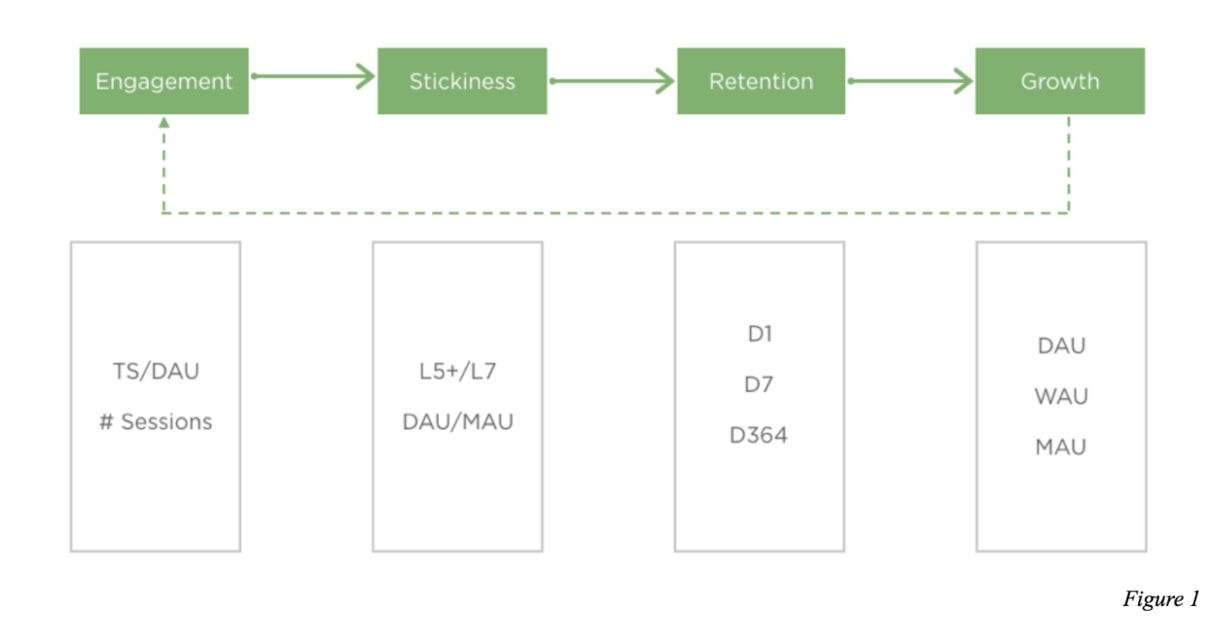 Engagement
Stickiness
Retention
Growth
TS/DAU
# Sessions
L5+/L7
DAU/MAU
D1
D7
D364
DAU
WAU
MAU
Figure 1